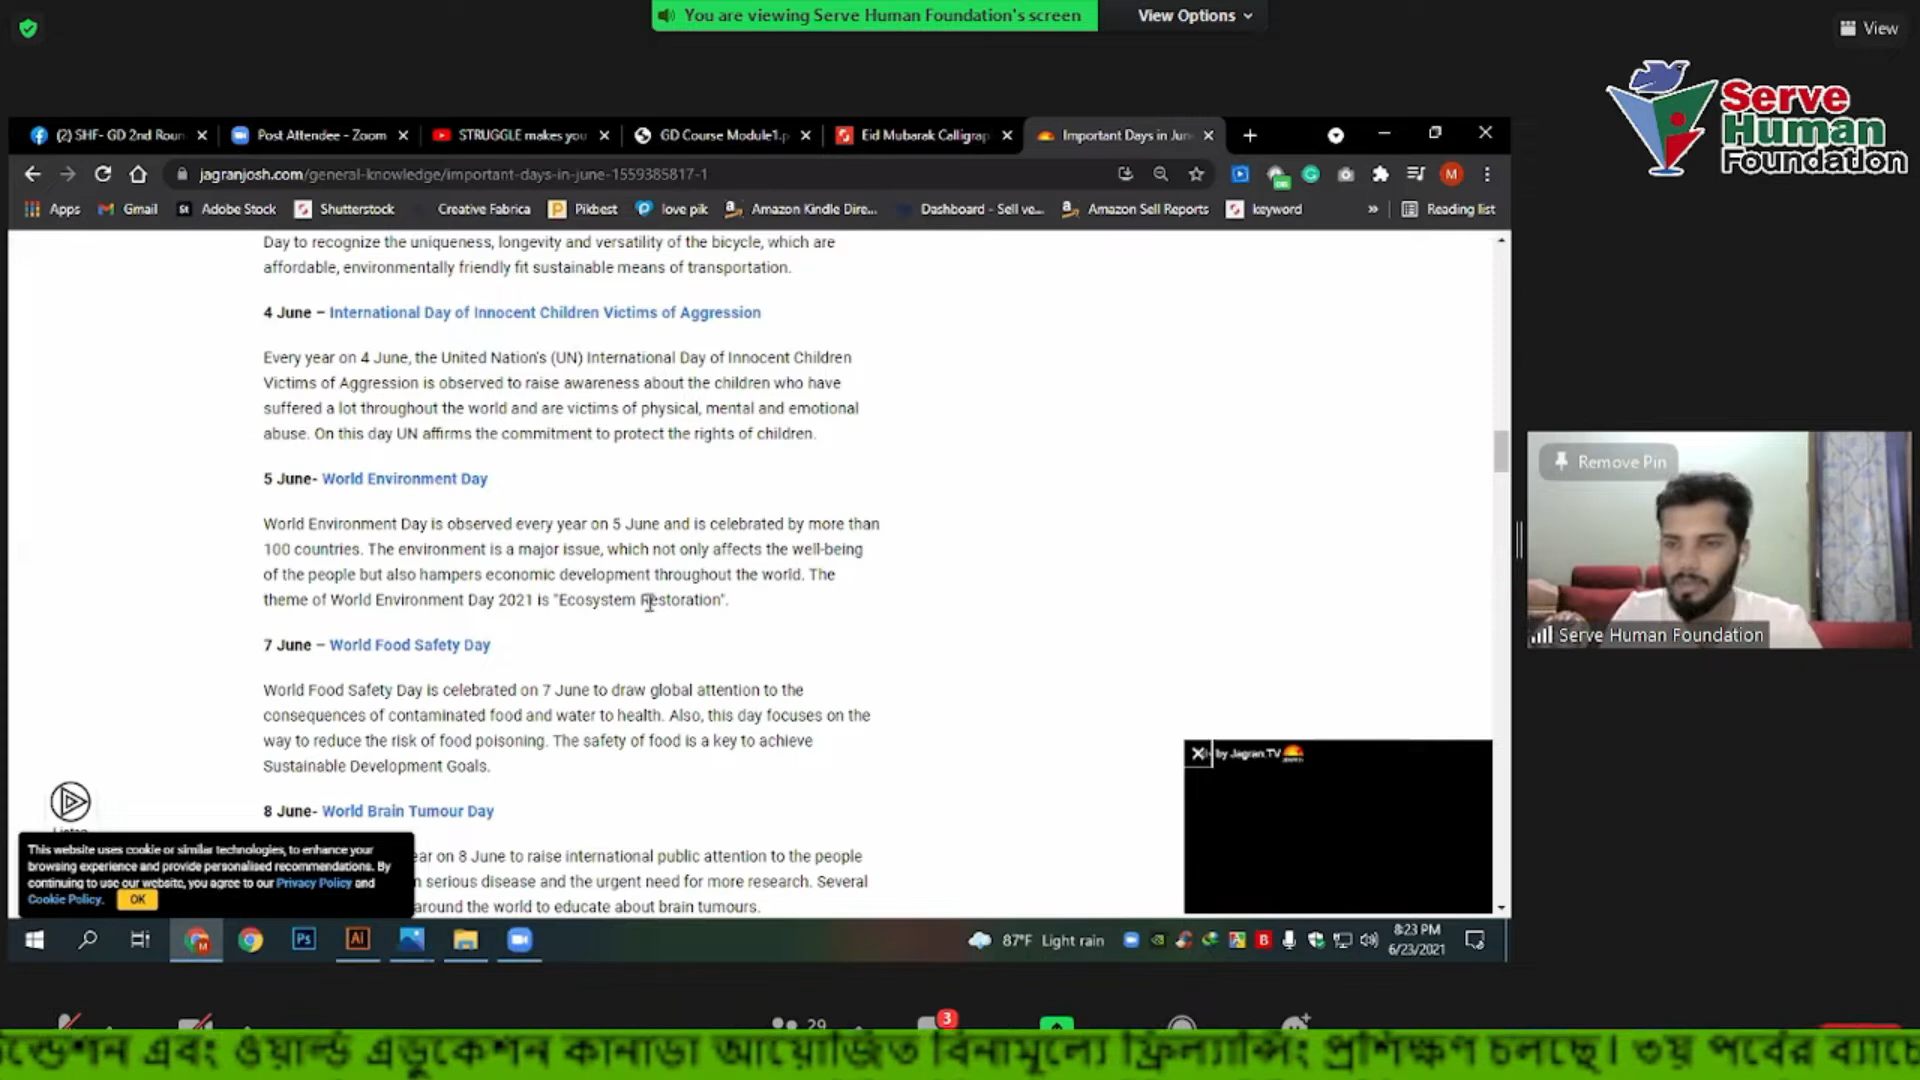 You are viewing Serve Human Foundation's screen
View Options
View
Serve
Human
Foundation
(2) SHF- GD 2nd Roun
Post Attendee - Zoom
STRUGGLE makes you
GD Course Module1.p
Eid Mubarak Calligrap
Important Days in Jun
jagranjosh.com/general-knowledge/important-days-in-june-1559385817-1
Apps
Gmail
Adobe Stock
Shutterstock
Creative Fabrica
Pikbest
love pik
Amazon Kindle Dire...
Dashboard - Sell ve...
Amazon Sell Reports
keyword
»
Reading list
Day to recognize the uniqueness, longevity and versatility of the bicycle, which are
affordable, environmentally friendly fit sustainable means of transportation.
4 June – International Day of Innocent Children Victims of Aggression
Every year on 4 June, the United Nation's (UN) International Day of Innocent Children
Victims of Aggression is observed to raise awareness about the children who have
suffered a lot throughout the world and are victims of physical, mental and emotional
abuse. On this day UN affirms the commitment to protect the rights of children.
5 June- World Environment Day
World Environment Day is observed every year on 5 June and is celebrated by more than
100 countries. The environment is a major issue, which not only affects the well-being
of the people but also hampers economic development throughout the world. The
theme of World Environment Day 2021 is "Ecosystem Restoration".
7 June – World Food Safety Day
World Food Safety Day is celebrated on 7 June to draw global attention to the
consequences of contaminated food and water to health. Also, this day focuses on the
way to reduce the risk of food poisoning. The safety of food is a key to achieve
Sustainable Development Goals.
8 June- World Brain Tumour Day
ear on 8 June to raise international public attention to the people
serious disease and the urgent need for more research. Several
around the world to educate about brain tumours.
This website uses cookie or similar technologies, to enhance your
browsing experience and provide personalised recommendations. By
continuing to use our website, you agree to our Privacy Policy and
Cookie Policy.
OK
by Jagran TV
Remove Pin
Serve Human Foundation
87°F Light rain
8:23 PM
6/23/2021
29
3
ন্ডেশন এবং ওয়ার্ল্ড এডুকেশন কানাডা আয়োজিত বিনামূল্যে ফ্রিল্যান্সিং প্রশিক্ষণ চলছে। ৩য় পর্বের ব্যাচে